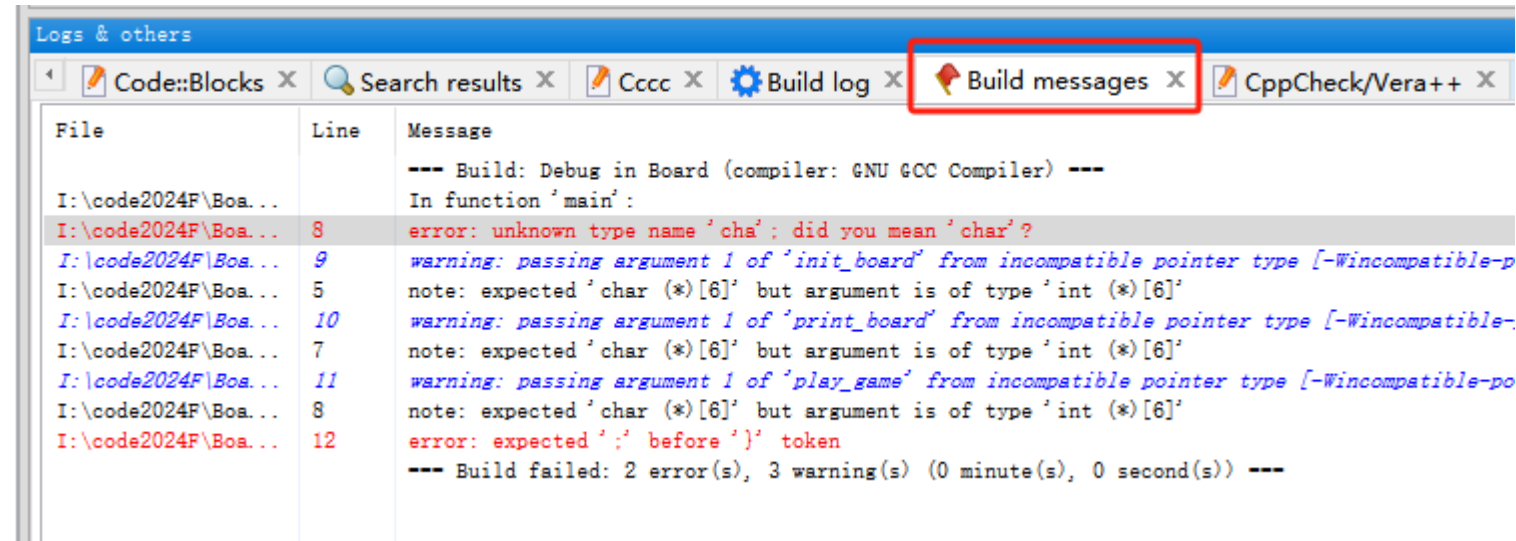 Logs & others
Code::Blocks X Search results X Cccc X Build log X Build messages X CppCheck/Vera++ X
File Line Message
--- Build: Debug in Board (compiler: GNU GCC Compiler) ---
I:\code2024F\Boa... In function 'main':
I:\code2024F\Boa... 8 error: unknown type name 'cha'; did you mean 'char'?
I:\code2024F\Boa... 9 warning: passing argument 1 of 'init_board' from incompatible pointer type [-Wincompatible-p
I:\code2024F\Boa... 5 note: expected 'char (*)[6]' but argument is of type 'int (*)[6]'
I:\code2024F\Boa... 10 warning: passing argument 1 of 'print_board' from incompatible pointer type [-Wincompatible-
I:\code2024F\Boa... 7 note: expected 'char (*)[6]' but argument is of type 'int (*)[6]'
I:\code2024F\Boa... 11 warning: passing argument 1 of 'play_game' from incompatible pointer type [-Wincompatible-po
I:\code2024F\Boa... 8 note: expected 'char (*)[6]' but argument is of type 'int (*)[6]'
I:\code2024F\Boa... 12 error: expected ';' before '}' token
--- Build failed: 2 error(s), 3 warning(s) (0 minute(s), 0 second(s)) ---